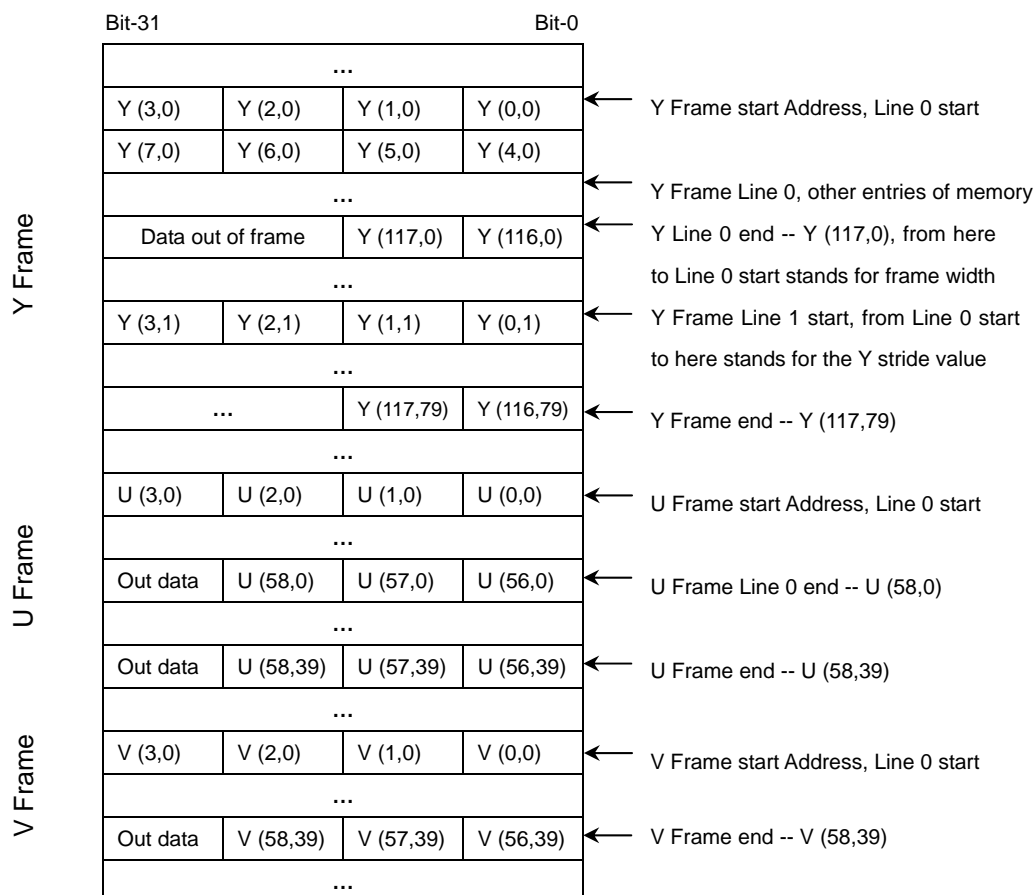 Bit-31 Bit-0
...
Y (3,0) Y (2,0) Y (1,0) Y (0,0) Y Frame start Address, Line 0 start
Y (7,0) Y (6,0) Y (5,0) Y (4,0)
... Y Frame Line 0, other entries of memory
Data out of frame Y (117,0) Y (116,0) Y Line 0 end -- Y (117,0), from here
... to Line 0 start stands for frame width
Y (3,1) Y (2,1) Y (1,1) Y (0,1) Y Frame Line 1 start, from Line 0 start
... to here stands for the Y stride value
... Y (117,79) Y (116,79) Y Frame end -- Y (117,79)
...
Y Frame
U (3,0) U (2,0) U (1,0) U (0,0) U Frame start Address, Line 0 start
...
Out data U (58,0) U (57,0) U (56,0) U Frame Line 0 end -- U (58,0)
...
Out data U (58,39) U (57,39) U (56,39) U Frame end -- U (58,39)
...
U Frame
V (3,0) V (2,0) V (1,0) V (0,0) V Frame start Address, Line 0 start
...
Out data V (58,39) V (57,39) V (56,39) V Frame end -- V (58,39)
...
V Frame